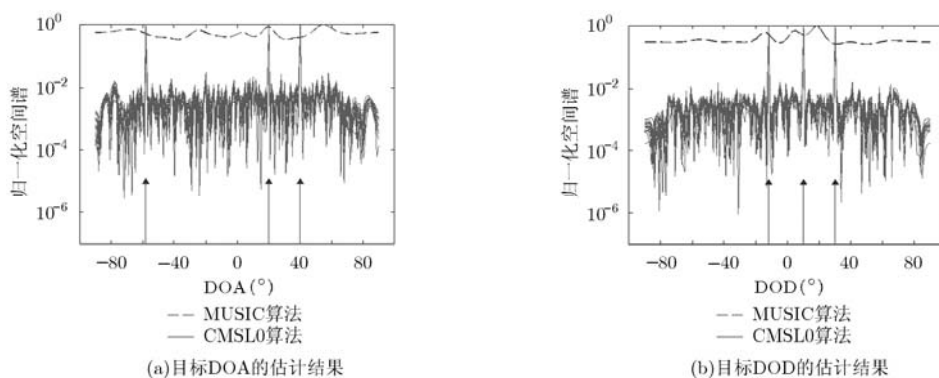 10⁰
10⁻²
10⁻⁴
10⁻⁶
归一化空间谱
−80 −40 0 40 80
DOA(°)
MUSIC算法
CMSL0算法
(a)目标DOA的估计结果
10⁰
10⁻²
10⁻⁴
10⁻⁶
归一化空间谱
−80 −40 0 40 80
DOD(°)
MUSIC算法
CMSL0算法
(b)目标DOD的估计结果